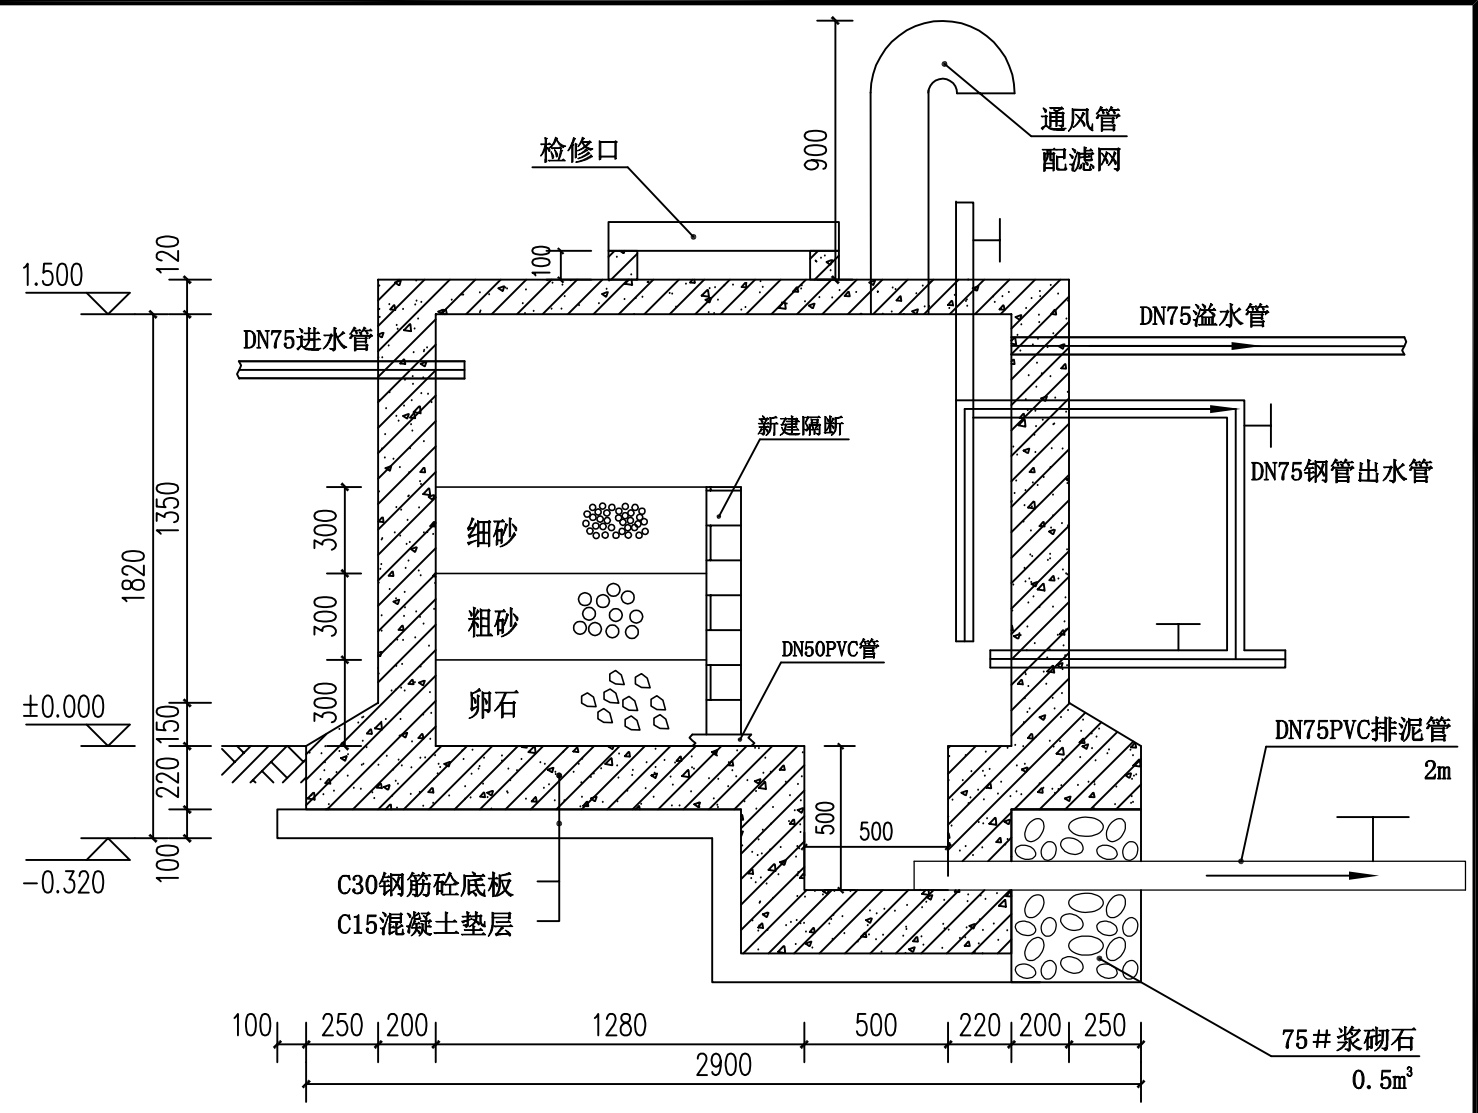 通风管
配滤网
900
检修口
100
120
1.500
DN75进水管
DN75溢水管
新建隔断
DN75钢管出水管
1350
1820
300
细砂
300
粗砂
300
卵石
DN50PVC管
±0.000
150
220
100
-0.320
DN75PVC排泥管
2m
500
500
C30钢筋砼底板
C15混凝土垫层
100
250
200
1280
500
220
200
250
2900
75#浆砌石
0.5m³